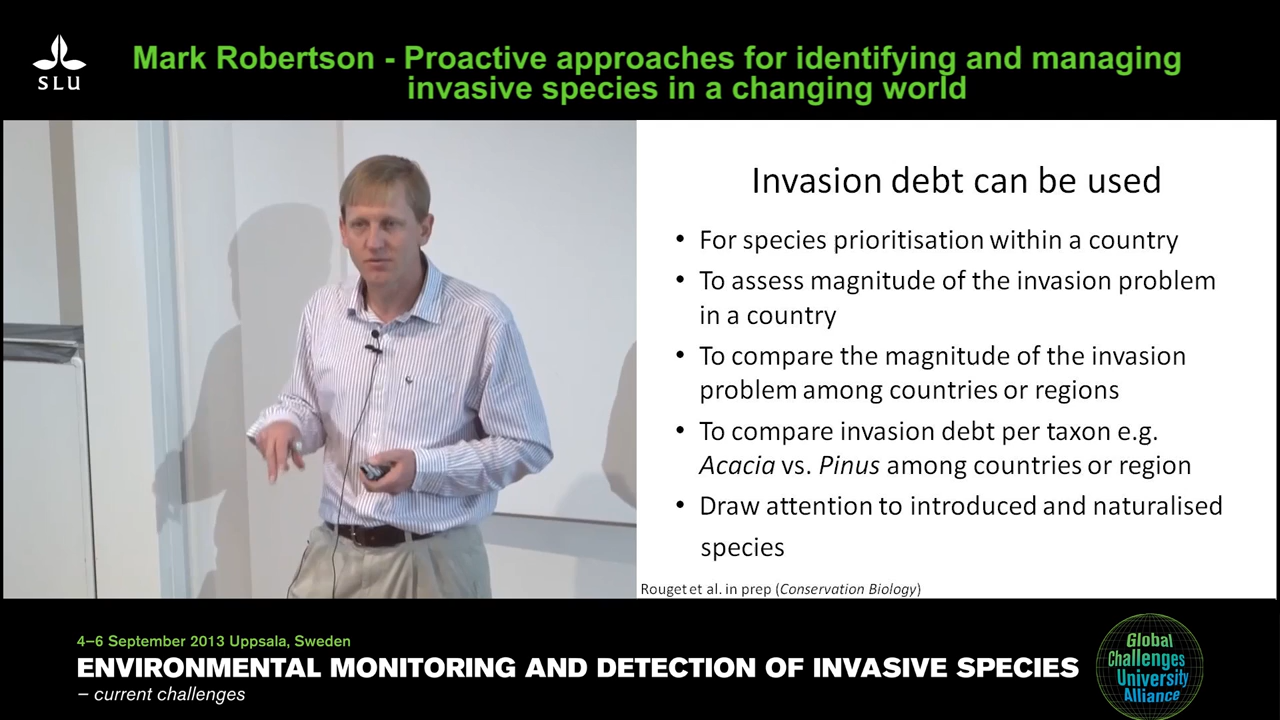 SLU
Mark Robertson - Proactive approaches for identifying and managing
invasive species in a changing world
Invasion debt can be used
• For species prioritisation within a country
• To assess magnitude of the invasion problem
in a country
• To compare the magnitude of the invasion
problem among countries or regions
• To compare invasion debt per taxon e.g.
Acacia vs. Pinus among countries or region
• Draw attention to introduced and naturalised
species
Rouget et al. in prep (Conservation Biology)
4–6 September 2013 Uppsala, Sweden
ENVIRONMENTAL MONITORING AND DETECTION OF INVASIVE SPECIES
– current challenges
Global
Challenges
University
Alliance